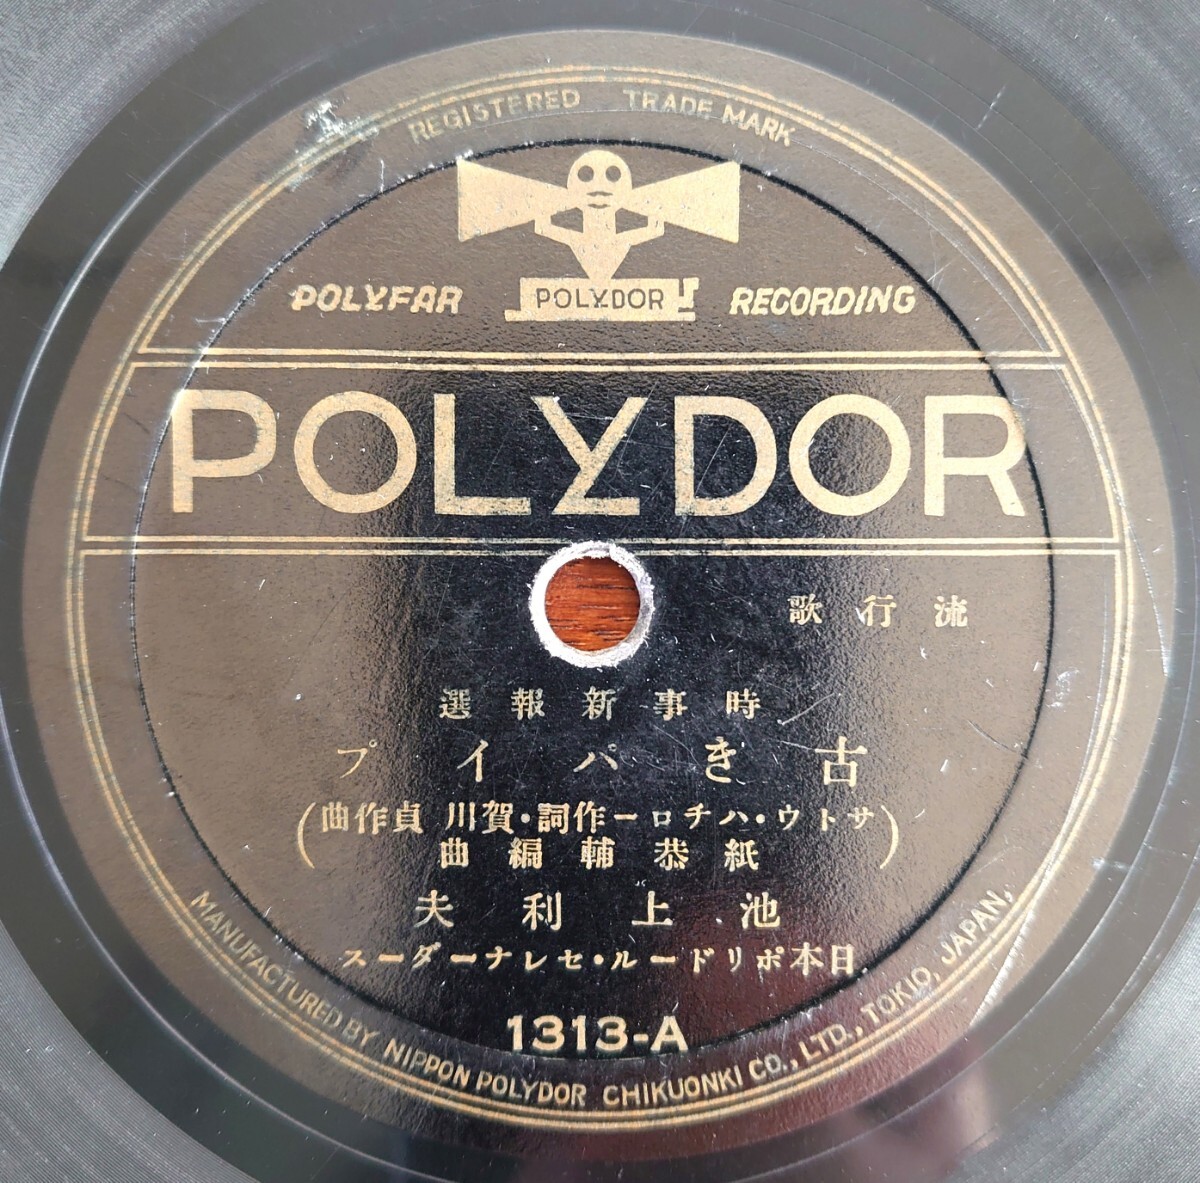 REGISTERED TRADE MARK
POLYFAR POLYDOR RECORDING
POLYDOR
流行歌
時事新報選
古きパイプ
(サトウ・ハチロー作詞・賀川 貞作曲
紙恭輔編曲)
池上利夫
日本ポリドール・セレナーダース
1313-A
MANUFACTURED BY NIPPON POLYDOR CHIKUONKI CO., LTD., TOKIO, JAPAN,